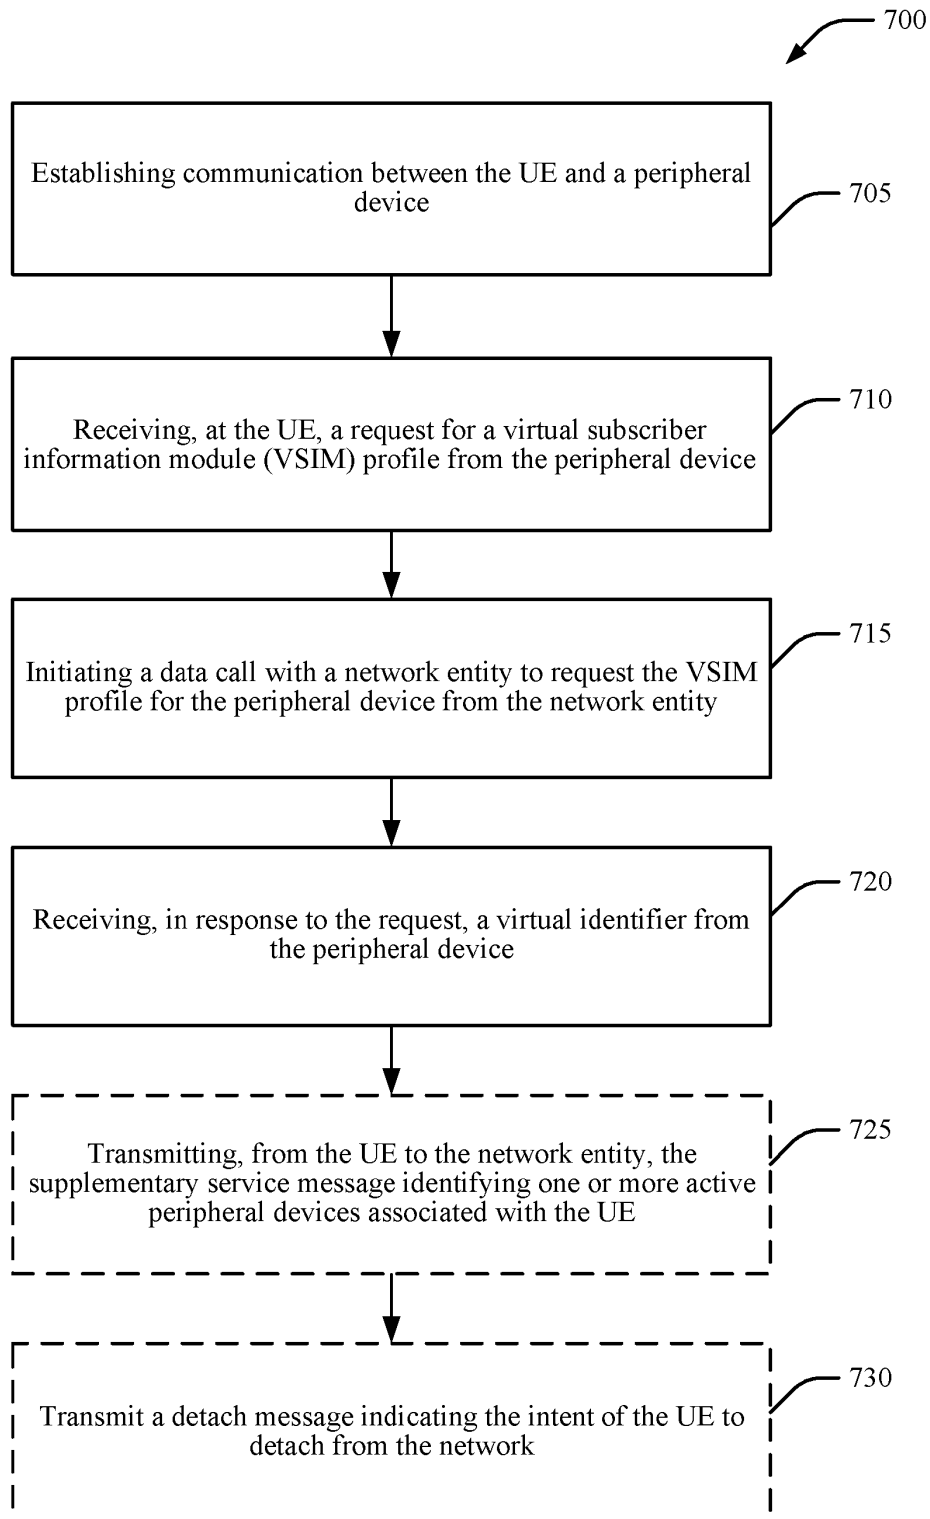 700
Establishing communication between the UE and a peripheral
device
705
Receiving, at the UE, a request for a virtual subscriber
information module (VSIM) profile from the peripheral device
710
Initiating a data call with a network entity to request the VSIM
profile for the peripheral device from the network entity
715
Receiving, in response to the request, a virtual identifier from
the peripheral device
720
Transmitting, from the UE to the network entity, the
supplementary service message identifying one or more active
peripheral devices associated with the UE
725
Transmit a detach message indicating the intent of the UE to
detach from the network
730